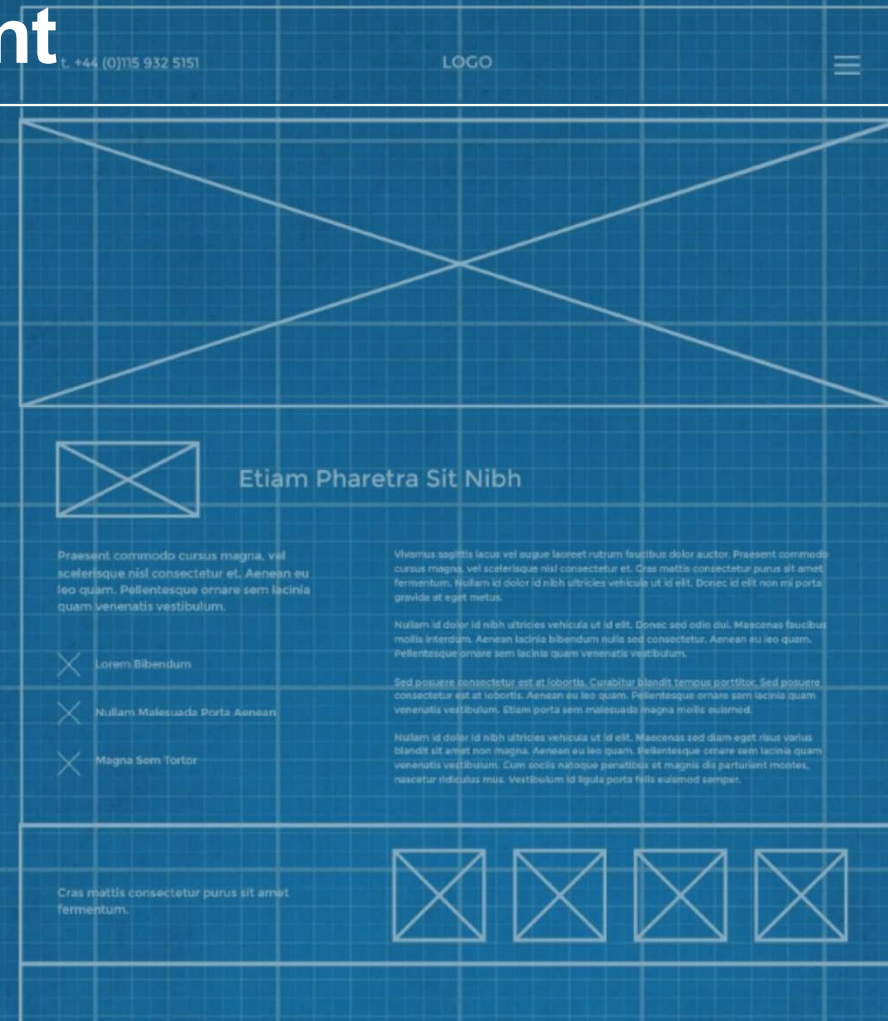 nt
t. +44 (0)115 932 5151
LOGO
Etiam Pharetra Sit Nibh
Praesent commodo cursus magna, vel
scelerisque nisl consectetur et. Aenean eu
leo quam. Pellentesque ornare sem lacinia
quam venenatis vestibulum.
Lorem Bibendum
Nullam Malesuada Porta Aenean
Magna Sem Tortor
Vivamus sagittis lacus vel augue laoreet rutrum faucibus dolor auctor. Praesent commodo
cursus magna, vel scelerisque nisl consectetur et. Cras mattis consectetur purus sit amet
fermentum. Nullam id dolor id nibh ultricies vehicula ut id elit. Donec id elit non mi porta
gravida at eget metus.
Nullam id dolor id nibh ultricies vehicula ut id elit. Donec sed odio dui. Maecenas faucibus
mollis interdum. Aenean lacinia bibendum nulla sed consectetur. Aenean eu leo quam.
Pellentesque ornare sem lacinia quam venenatis vestibulum.
Sed posuere consectetur est at lobortis. Curabitur blandit tempus porttitor. Sed posuere
consectetur est at lobortis. Aenean eu leo quam. Pellentesque ornare sem lacinia quam
venenatis vestibulum. Etiam porta sem malesuada magna mollis euismod.
Nullam id dolor id nibh ultricies vehicula ut id elit. Maecenas sed diam eget risus varius
blandit sit amet non magna. Aenean eu leo quam. Pellentesque ornare sem lacinia quam
venenatis vestibulum. Cum sociis natoque penatibus et magnis dis parturient montes,
nascetur ridiculus mus. Vestibulum id ligula porta felis euismod semper.
Cras mattis consectetur purus sit amet
fermentum.